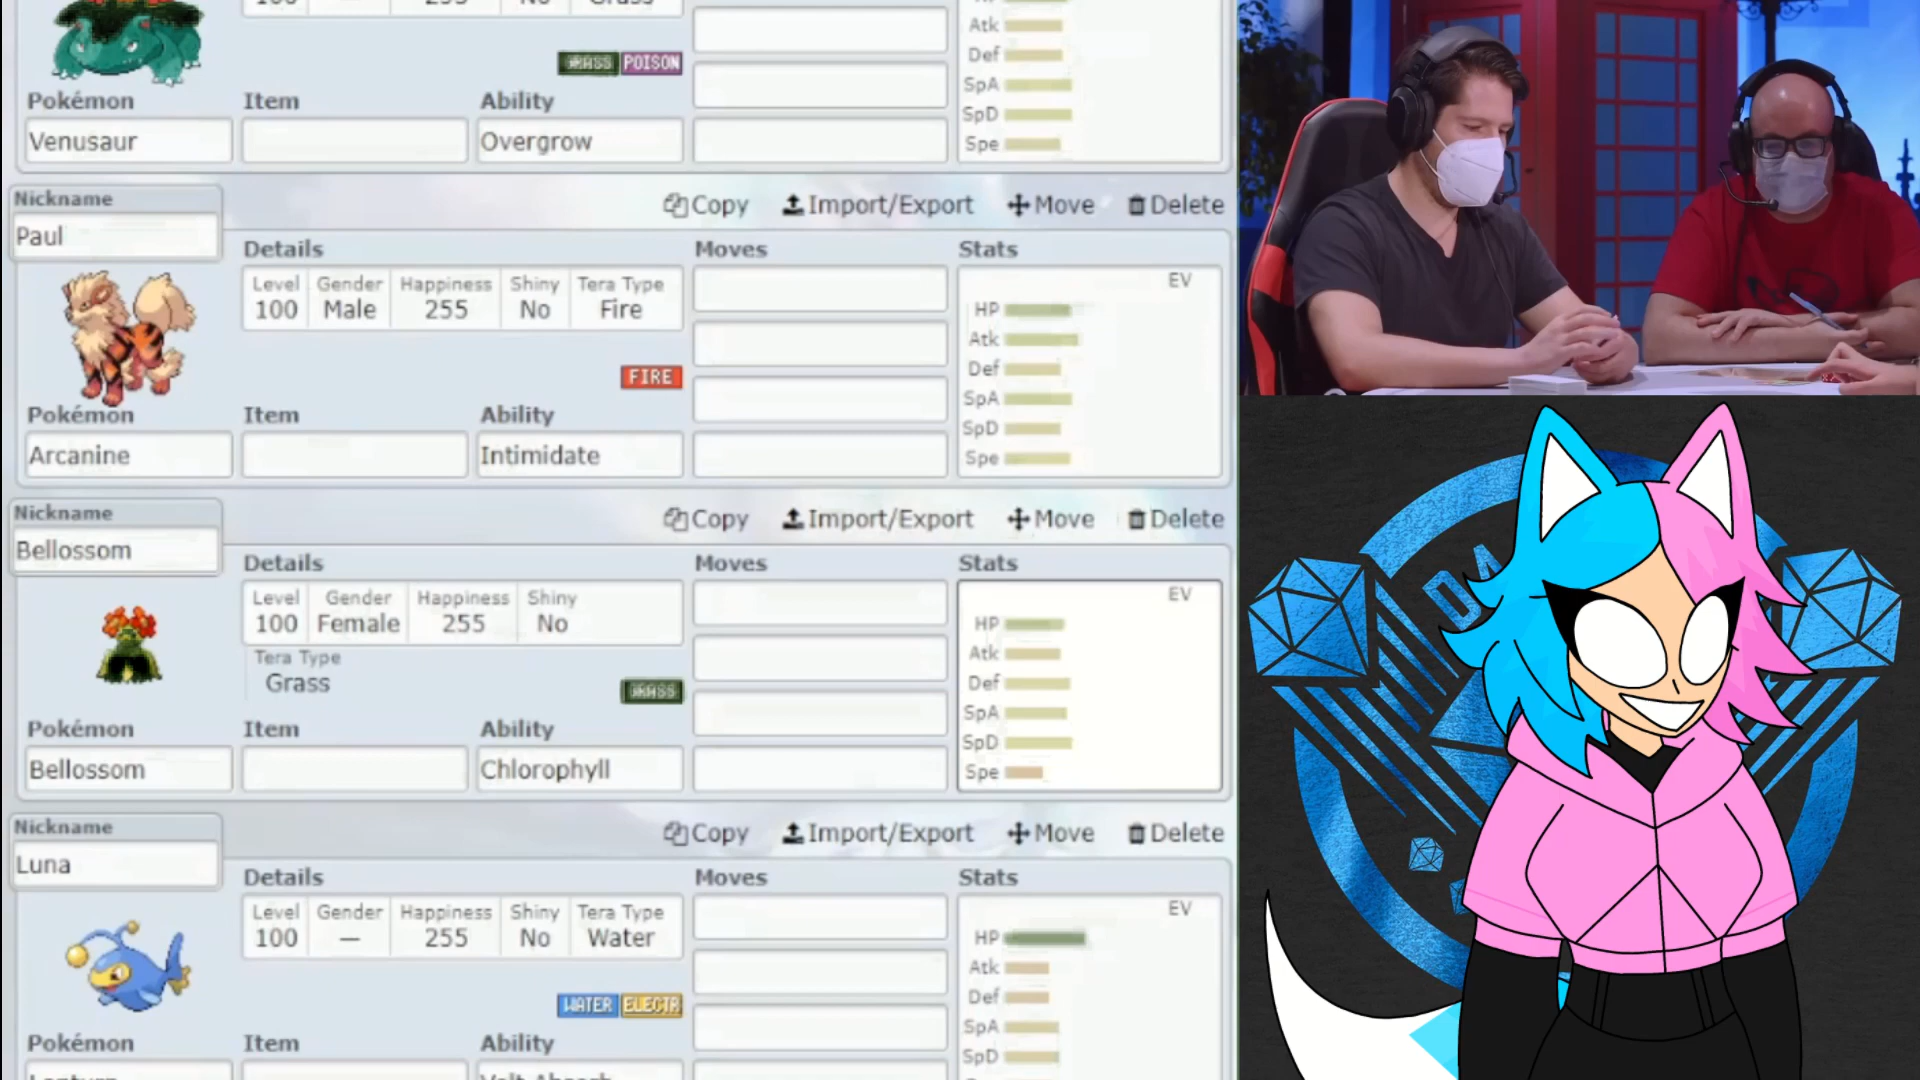 Atk
Def
SpA
GRASS POISON
SpD
Pokémon Item Ability
Spe
Venusaur Overgrow
Nickname
Copy Import/Export Move Delete
Paul
Details Moves Stats
Level Gender Happiness Shiny Tera Type EV
100 Male 255 No Fire HP
Atk
Def
FIRE
SpA
Pokémon Item Ability
SpD
Arcanine Intimidate
Spe
Nickname
Copy Import/Export Move Delete
Bellossom
Details Moves Stats
Level Gender Happiness Shiny EV
100 Female 255 No HP
Tera Type Atk
Grass Def
GRASS
SpA
Pokémon Item Ability
SpD
Bellossom Chlorophyll
Spe
Nickname
Copy Import/Export Move Delete
Luna
Details Moves Stats
Level Gender Happiness Shiny Tera Type EV
100 — 255 No Water HP
Atk
Def
WATER ELECTR
SpA
Pokémon Item Ability
SpD
DA